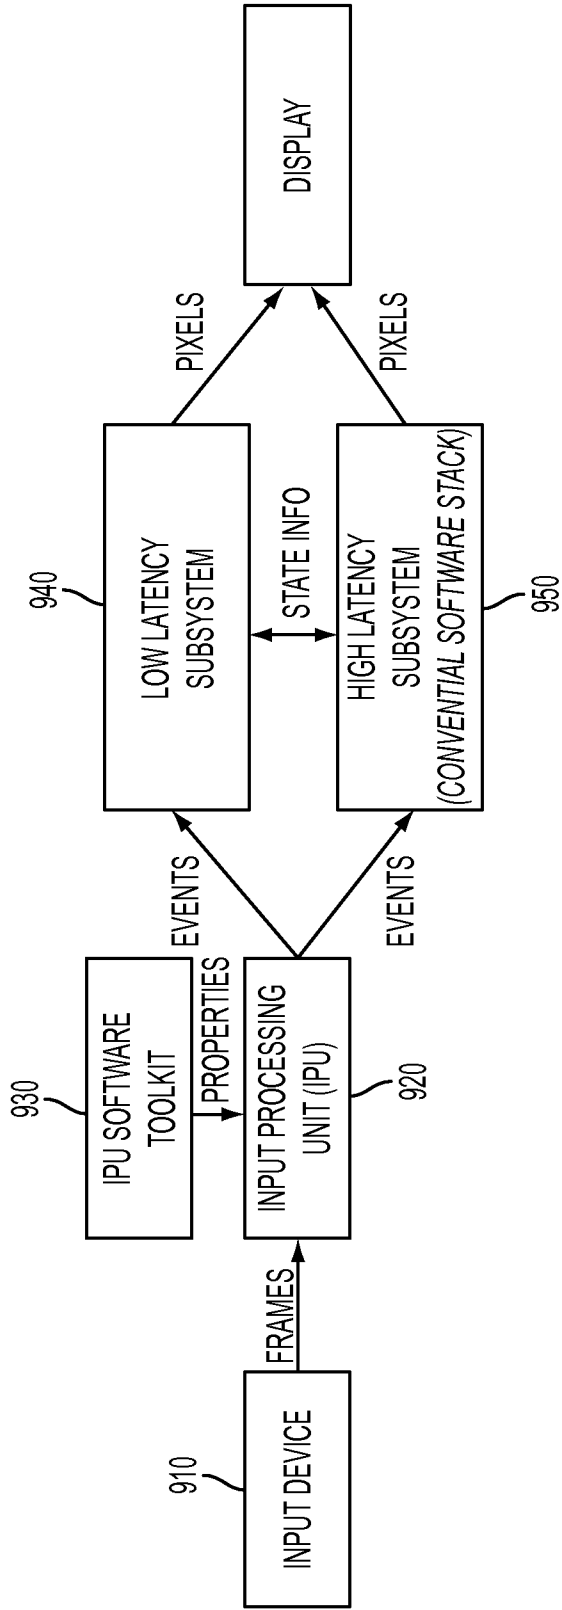 910
INPUT DEVICE
FRAMES
930
IPU SOFTWARE
TOOLKIT
PROPERTIES
INPUT PROCESSING
UNIT (IPU)
920
EVENTS
EVENTS
940
LOW LATENCY
SUBSYSTEM
STATE INFO
HIGH LATENCY
SUBSYSTEM
(CONVENTIAL SOFTWARE STACK)
950
PIXELS
PIXELS
DISPLAY